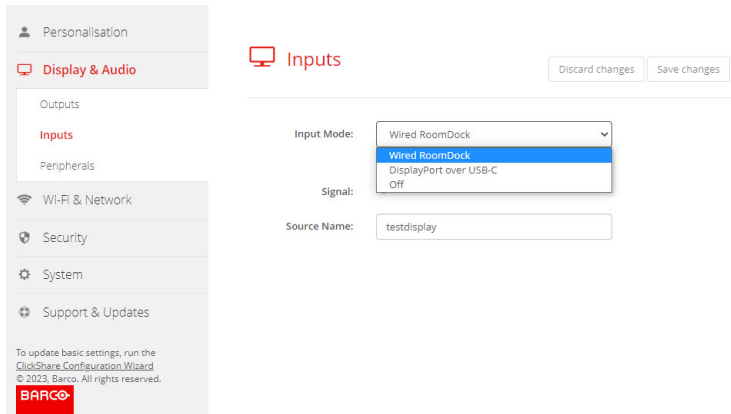 Personalisation
Display & Audio
Outputs
Inputs
Peripherals
Wi-Fi & Network
Security
System
Support & Updates
To update basic settings, run the
ClickShare Configuration Wizard
© 2023, Barco. All rights reserved.
BARCO
Inputs
Discard changes
Save changes
Input Mode:
Wired RoomDock
Wired RoomDock
DisplayPort over USB-C
Off
Signal:
Source Name:
testdisplay